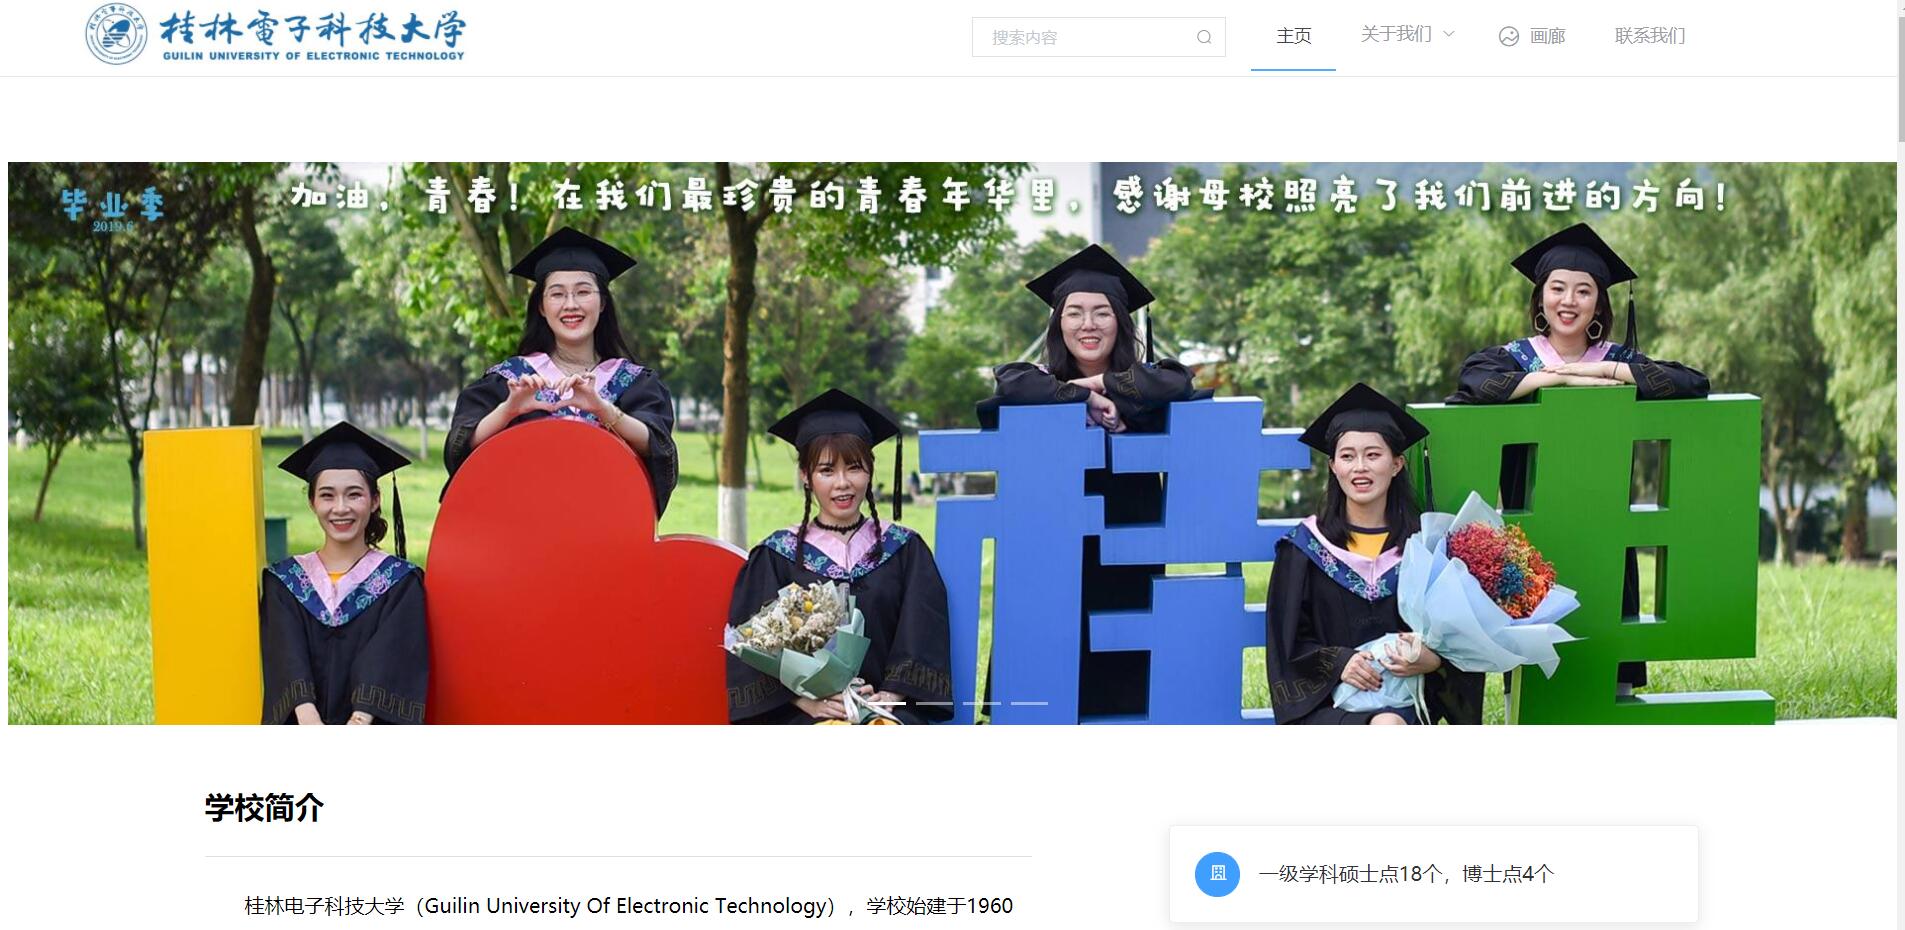 桂林電子科技大学
GUILIN UNIVERSITY OF ELECTRONIC TECHNOLOGY
搜索内容
主页
关于我们
画廊
联系我们
毕业季
2019.6
加油，青春！在我们最珍贵的青春年华里，感谢母校照亮了我们前进的方向！
I 桂电
学校简介
一级学科硕士点18个，博士点4个
桂林电子科技大学（Guilin University Of Electronic Technology），学校始建于1960